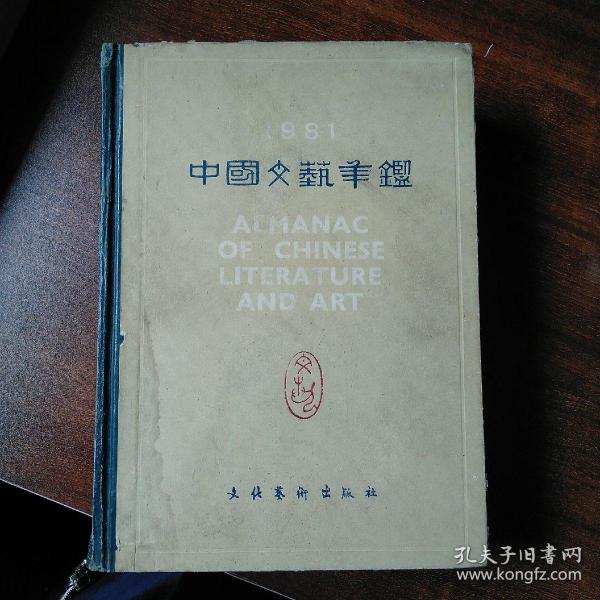 1981
中國文藝年鑑
ALMANAC
OF CHINESE
LITERATURE
AND ART
文化藝術出版社
孔夫子旧书网
www.kongfz.com